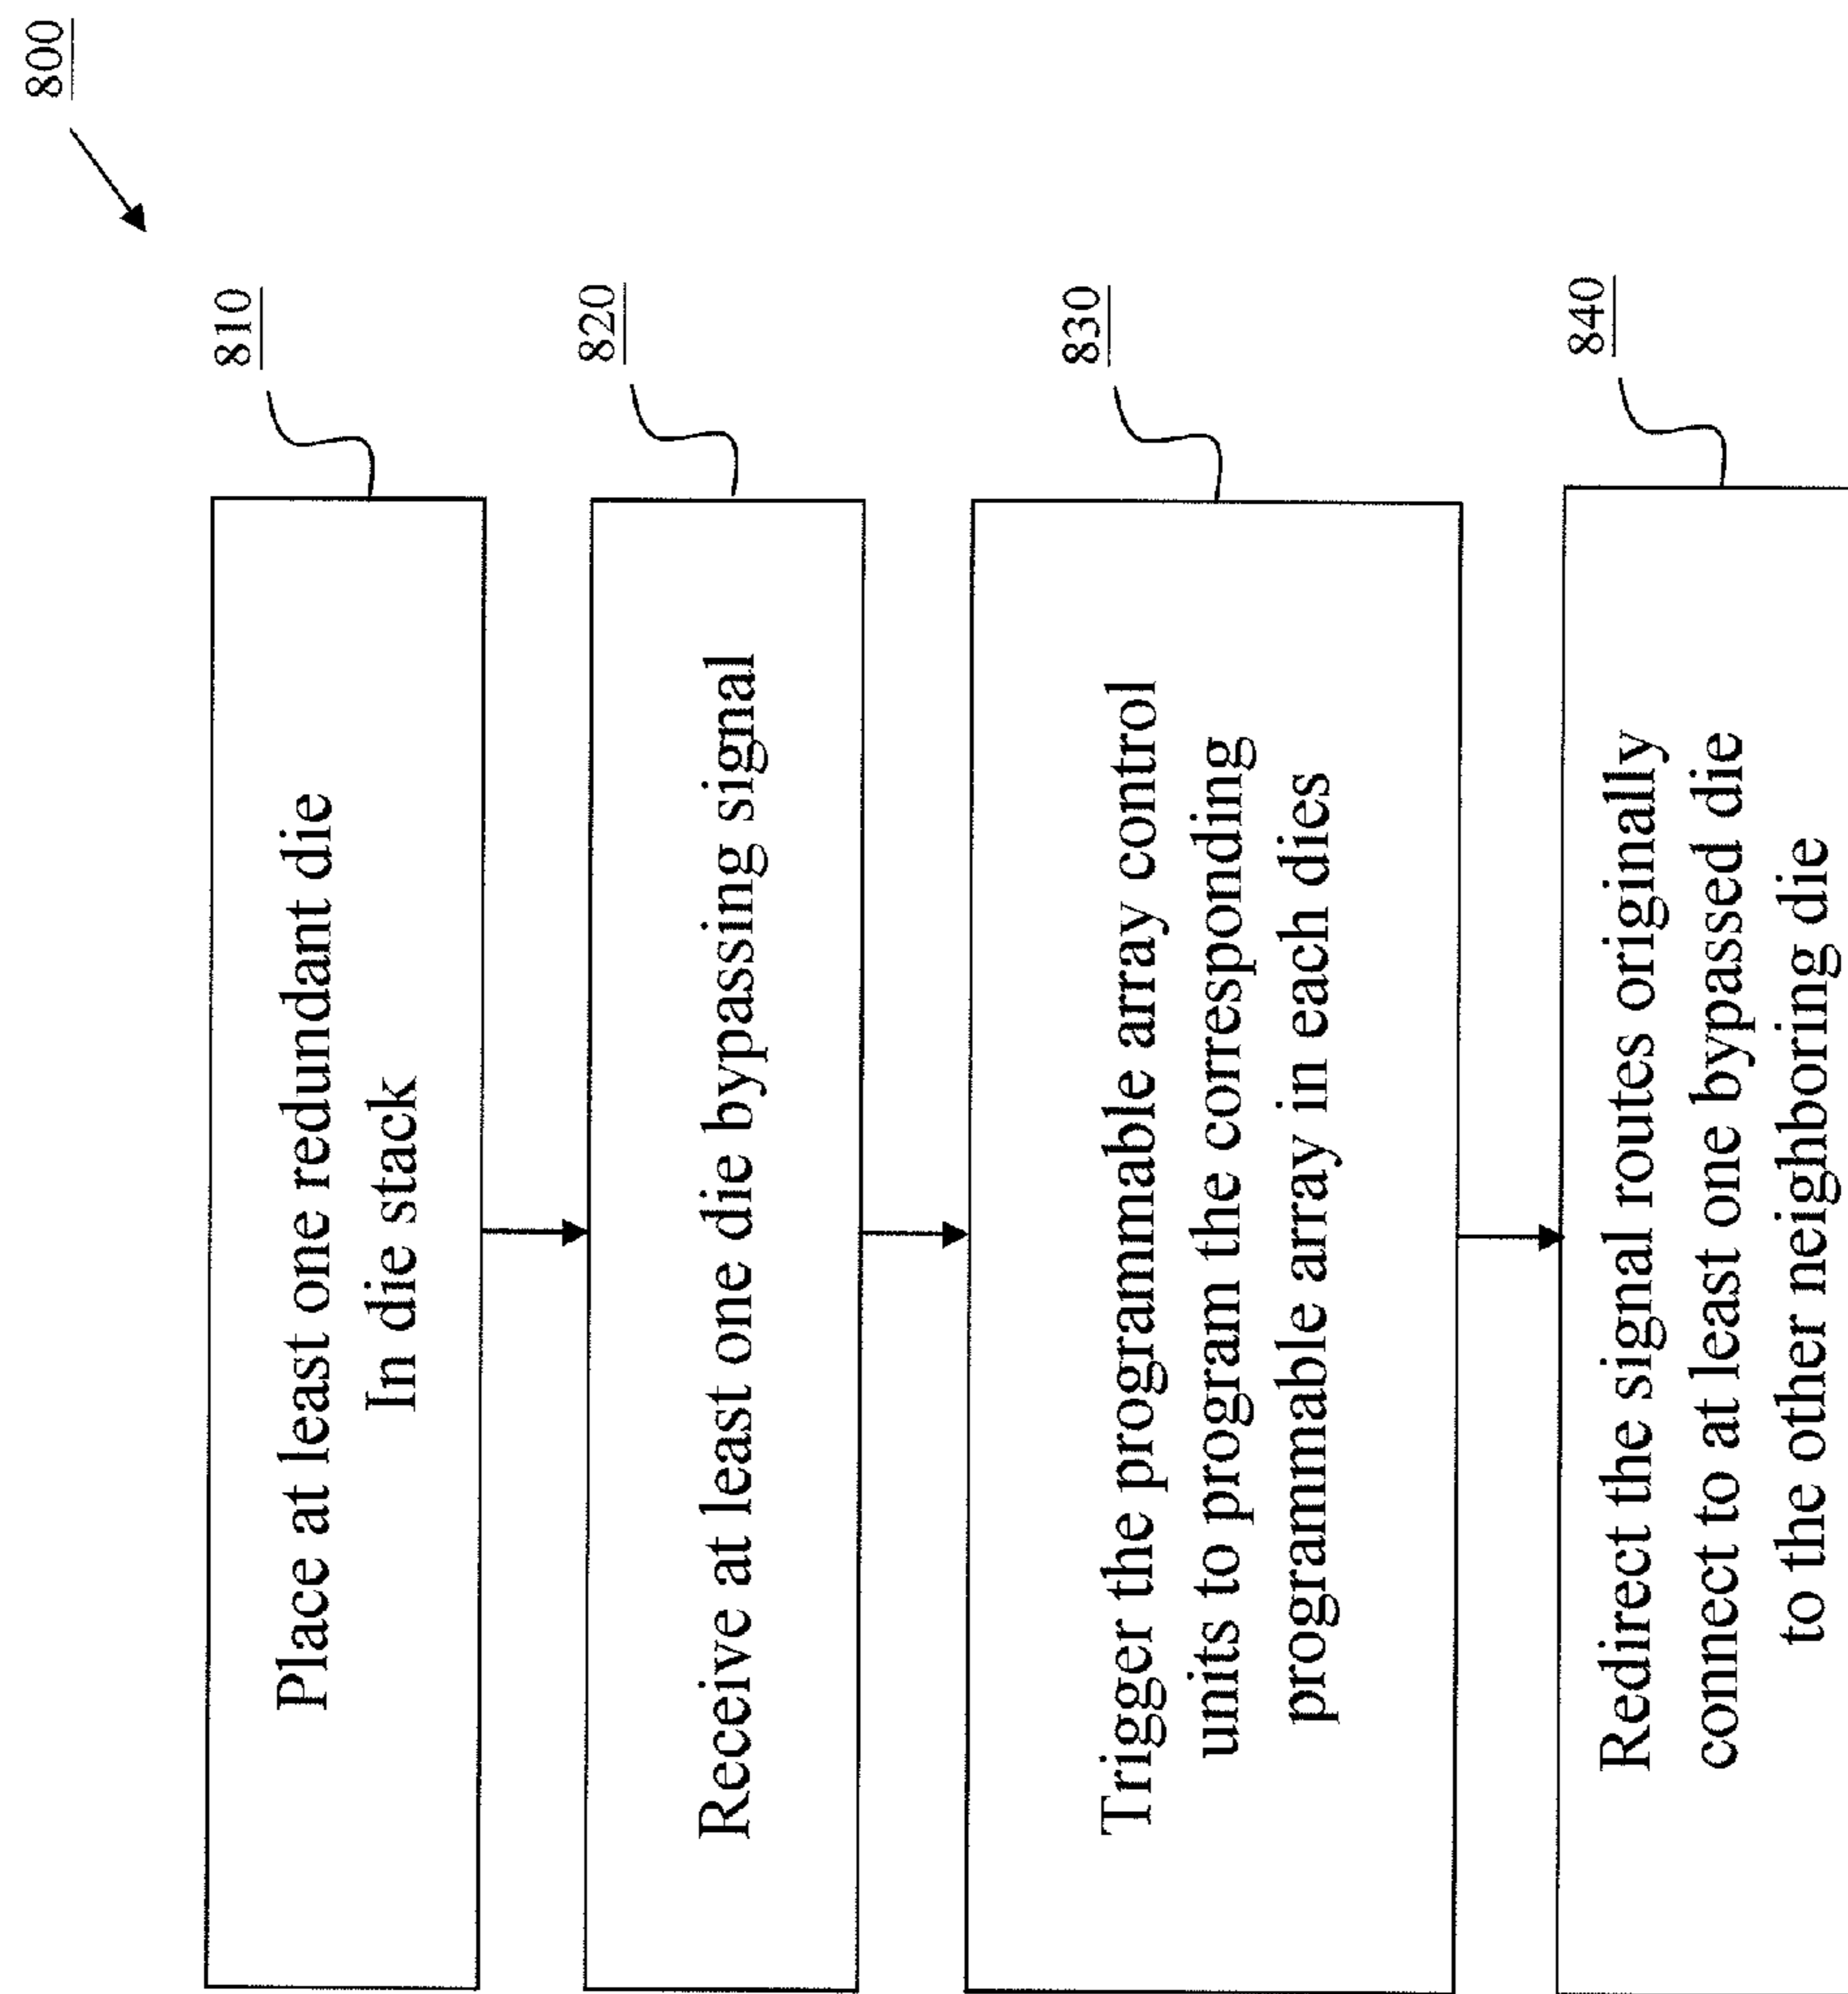 800
810
Place at least one redundant die
In die stack
820
Receive at least one die bypassing signal
830
Trigger the programmable array control
units to program the corresponding
programmable array in each dies
840
Redirect the signal routes originally
connect to at least one bypassed die
to the other neighboring die